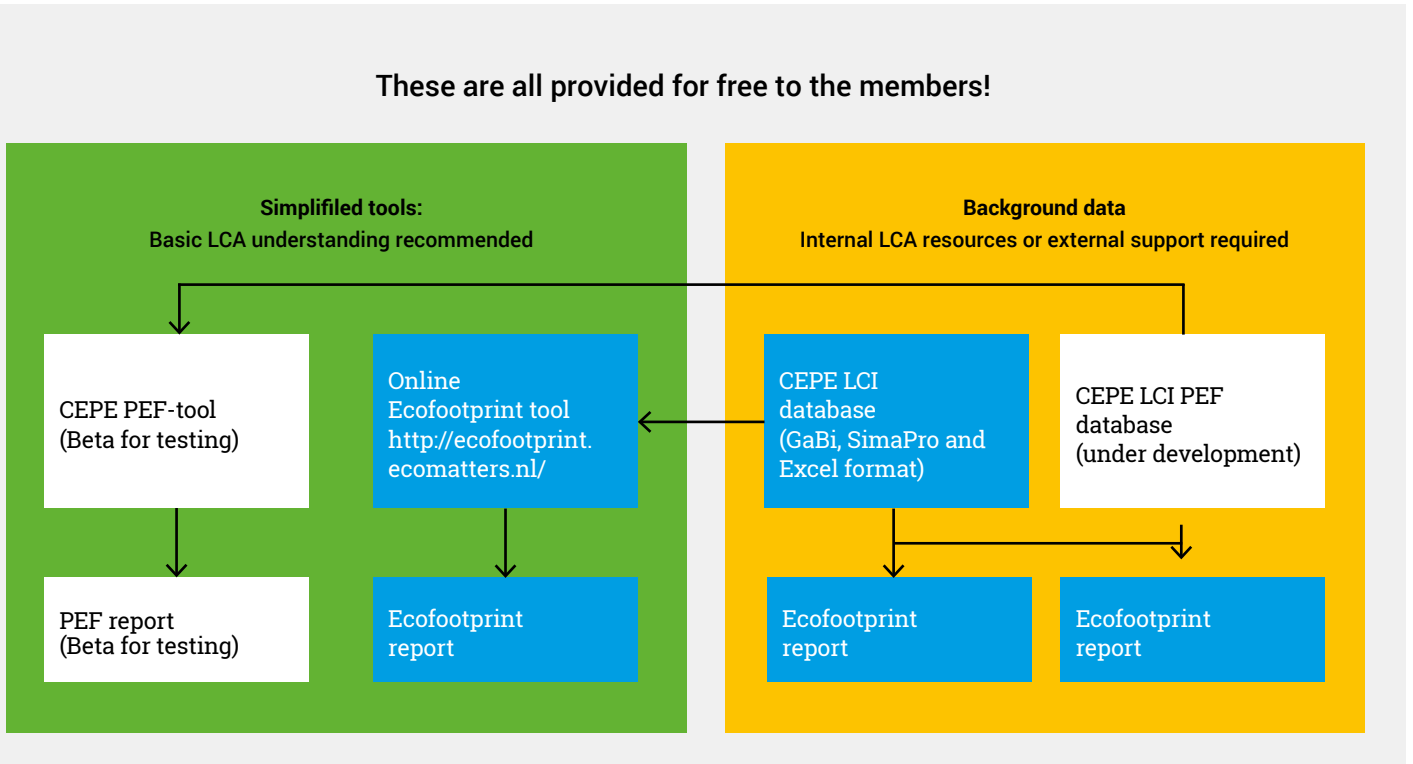 These are all provided for free to the members!
Simplifiled tools:
Basic LCA understanding recommended
CEPE PEF-tool
(Beta for testing)
Online
Ecofootprint tool
http://ecofootprint.
ecomatters.nl/
PEF report
(Beta for testing)
Ecofootprint
report
Background data
Internal LCA resources or external support required
CEPE LCI
database
(GaBi, SimaPro and
Excel format)
CEPE LCI PEF
database
(under development)
Ecofootprint
report
Ecofootprint
report